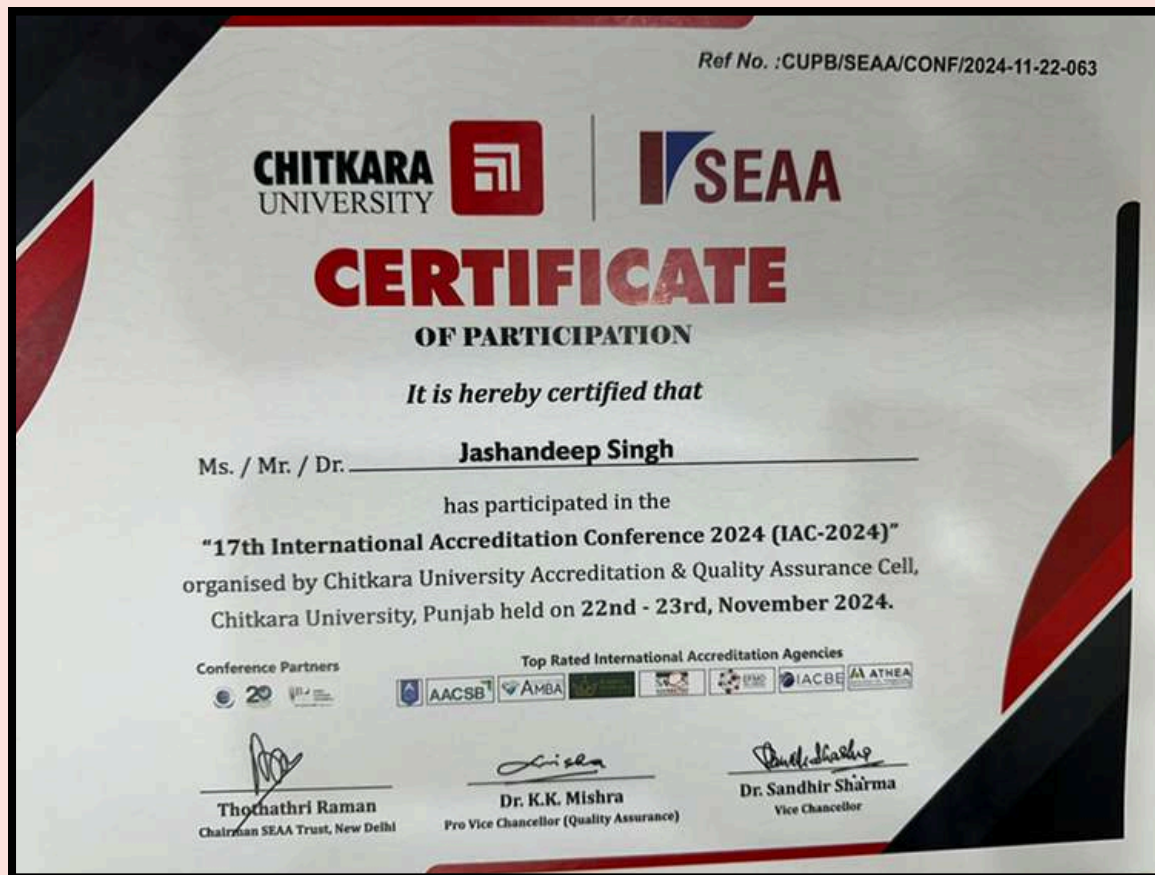 Ref No. :CUPB/SEAA/CONF/2024-11-22-063
CHITKARA
UNIVERSITY
SEAA
CERTIFICATE
OF PARTICIPATION
It is hereby certified that
Ms. / Mr. / Dr. Jashandeep Singh
has participated in the
"17th International Accreditation Conference 2024 (IAC-2024)"
organised by Chitkara University Accreditation & Quality Assurance Cell,
Chitkara University, Punjab held on 22nd - 23rd, November 2024.
Conference Partners
Top Rated International Accreditation Agencies
20
AACSB AMBA EFMD IACBE ATHEA
Thothathri Raman
Chairman SEAA Trust, New Delhi
Dr. K.K. Mishra
Pro Vice Chancellor (Quality Assurance)
Dr. Sandhir Sharma
Vice Chancellor